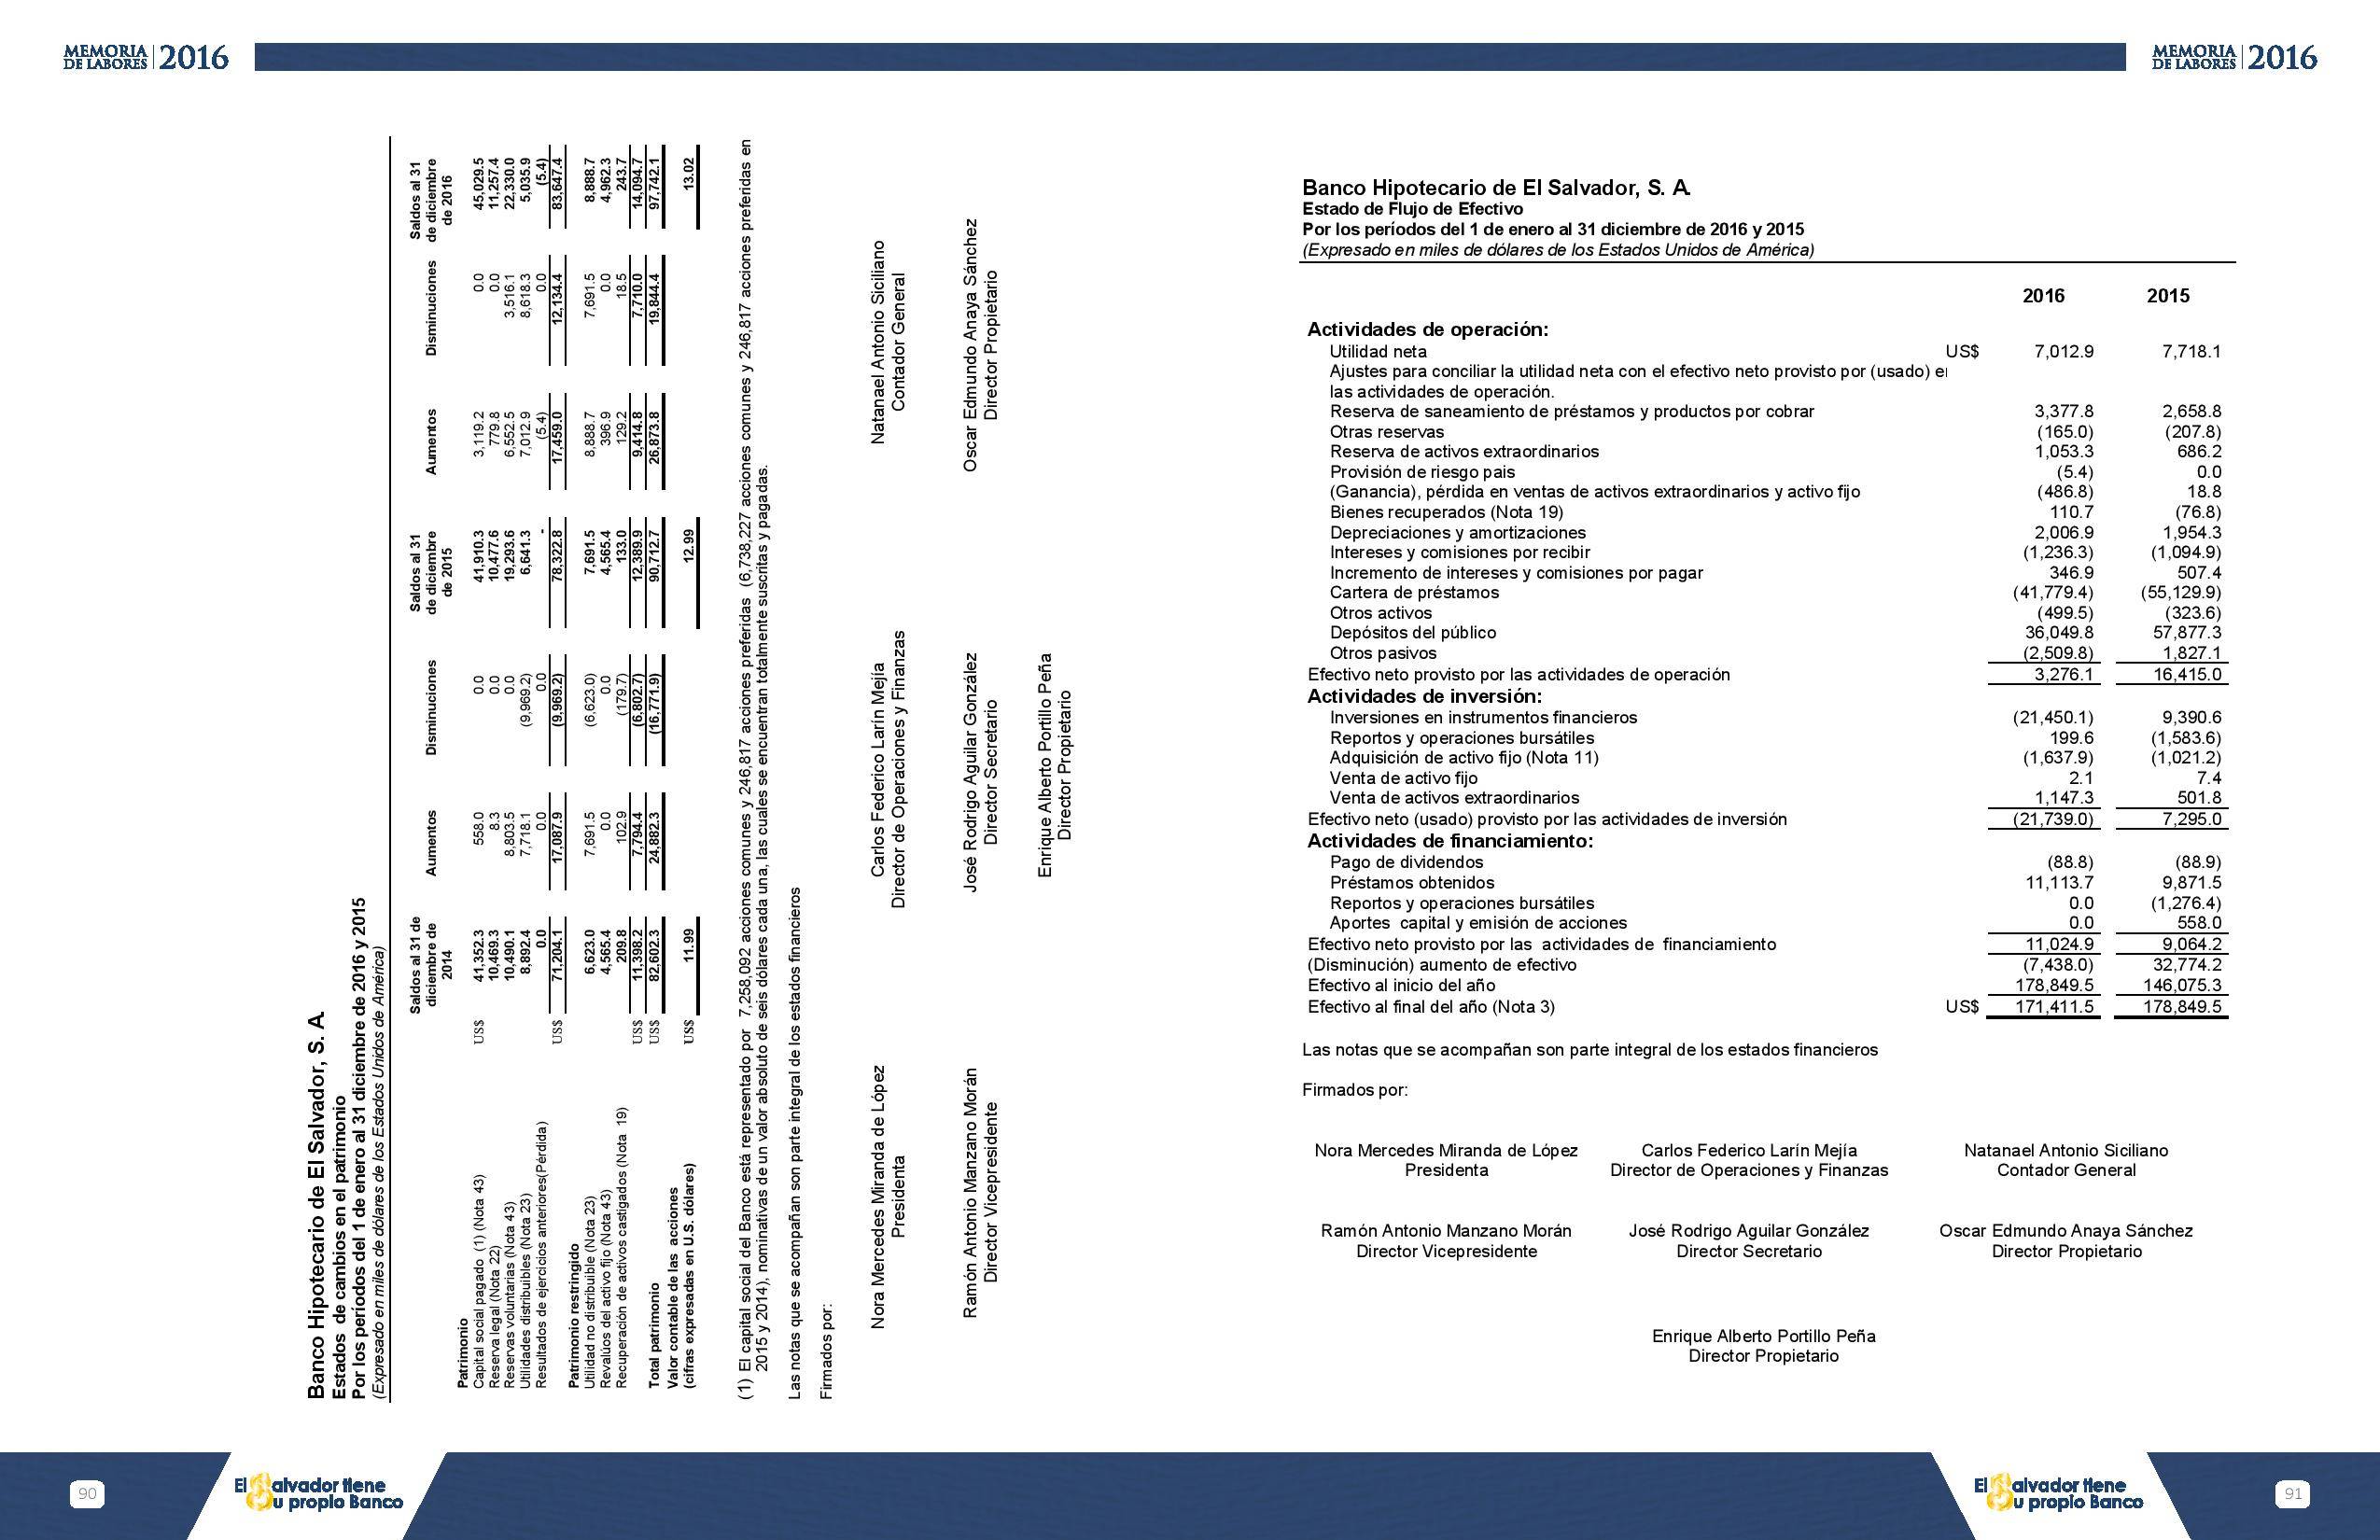 MEMORIA
DE LABORES 2016
Banco Hipotecario de El Salvador, S. A.
Estados de cambios en el patrimonio
Por los períodos del 1 de enero al 31 diciembre de 2016 y 2015
(Expresado en miles de dólares de los Estados Unidos de América)
Saldos al 31 de diciembre de 2014 Aumentos Disminuciones Saldos al 31 de diciembre de 2015 Aumentos Disminuciones Saldos al 31 de diciembre de 2016
Patrimonio
Capital social pagado (1) (Nota 43) US$ 41,352.3 558.0 0.0 41,910.3 3,119.2 0.0 45,029.5
Reserva legal (Nota 22) 10,469.3 8.3 0.0 10,477.6 779.8 0.0 11,257.4
Reservas voluntarias (Nota 43) 10,490.1 8,803.5 0.0 19,293.6 6,552.5 3,516.1 22,330.0
Utilidades distribuibles (Nota 23) 8,892.4 7,718.1 (9,969.2) 6,641.3 7,012.9 8,618.3 5,035.9
Resultados de ejercicios anteriores(Pérdida) 0.0 0.0 0.0 - (5.4) 0.0 (5.4)
US$ 71,204.1 17,087.9 (9,969.2) 78,322.8 17,459.0 12,134.4 83,647.4
Patrimonio restringido
Utilidad no distribuible (Nota 23) 6,623.0 7,691.5 (6,623.0) 7,691.5 8,888.7 7,691.5 8,888.7
Revalúos del activo fijo (Nota 43) 4,565.4 0.0 0.0 4,565.4 396.9 0.0 4,962.3
Recuperación de activos castigados (Nota 19) 209.8 102.9 (179.7) 133.0 129.2 18.5 243.7
US$ 11,398.2 7,794.4 (6,802.7) 12,389.9 9,414.8 7,710.0 14,094.7
Total patrimonio US$ 82,602.3 24,882.3 (16,771.9) 90,712.7 26,873.8 19,844.4 97,742.1
Valor contable de las acciones
(cifras expresadas en U.S. dólares) US$ 11.99 12.99 13.02
(1) El capital social del Banco está representado por 7,258,092 acciones comunes y 246,817 acciones preferidas (6,738,227 acciones comunes y 246,817 acciones preferidas en
2015 y 2014), nominativas de un valor absoluto de seis dólares cada una, las cuales se encuentran totalmente suscritas y pagadas.
Las notas que se acompañan son parte integral de los estados financieros
Firmados por:
Nora Mercedes Miranda de López Carlos Federico Larín Mejía Natanael Antonio Siciliano
Presidenta Director de Operaciones y Finanzas Contador General
Ramón Antonio Manzano Morán José Rodrigo Aguilar González Oscar Edmundo Anaya Sánchez
Director Vicepresidente Director Secretario Director Propietario
Enrique Alberto Portillo Peña
Director Propietario
90
El Salvador tiene
Su propio Banco
MEMORIA
DE LABORES 2016
Banco Hipotecario de El Salvador, S. A.
Estado de Flujo de Efectivo
Por los períodos del 1 de enero al 31 diciembre de 2016 y 2015
(Expresado en miles de dólares de los Estados Unidos de América)
2016 2015
Actividades de operación:
Utilidad neta US$ 7,012.9 7,718.1
Ajustes para conciliar la utilidad neta con el efectivo neto provisto por (usado) en
las actividades de operación.
Reserva de saneamiento de préstamos y productos por cobrar 3,377.8 2,658.8
Otras reservas (165.0) (207.8)
Reserva de activos extraordinarios 1,053.3 686.2
Provisión de riesgo pais (5.4) 0.0
(Ganancia), pérdida en ventas de activos extraordinarios y activo fijo (486.8) 18.8
Bienes recuperados (Nota 19) 110.7 (76.8)
Depreciaciones y amortizaciones 2,006.9 1,954.3
Intereses y comisiones por recibir (1,236.3) (1,094.9)
Incremento de intereses y comisiones por pagar 346.9 507.4
Cartera de préstamos (41,779.4) (55,129.9)
Otros activos (499.5) (323.6)
Depósitos del público 36,049.8 57,877.3
Otros pasivos (2,509.8) 1,827.1
Efectivo neto provisto por las actividades de operación 3,276.1 16,415.0
Actividades de inversión:
Inversiones en instrumentos financieros (21,450.1) 9,390.6
Reportos y operaciones bursátiles 199.6 (1,583.6)
Adquisición de activo fijo (Nota 11) (1,637.9) (1,021.2)
Venta de activo fijo 2.1 7.4
Venta de activos extraordinarios 1,147.3 501.8
Efectivo neto (usado) provisto por las actividades de inversión (21,739.0) 7,295.0
Actividades de financiamiento:
Pago de dividendos (88.8) (88.9)
Préstamos obtenidos 11,113.7 9,871.5
Reportos y operaciones bursátiles 0.0 (1,276.4)
Aportes capital y emisión de acciones 0.0 558.0
Efectivo neto provisto por las actividades de financiamiento 11,024.9 9,064.2
(Disminución) aumento de efectivo (7,438.0) 32,774.2
Efectivo al inicio del año 178,849.5 146,075.3
Efectivo al final del año (Nota 3) US$ 171,411.5 178,849.5
Las notas que se acompañan son parte integral de los estados financieros
Firmados por:
Nora Mercedes Miranda de López Carlos Federico Larín Mejía Natanael Antonio Siciliano
Presidenta Director de Operaciones y Finanzas Contador General
Ramón Antonio Manzano Morán José Rodrigo Aguilar González Oscar Edmundo Anaya Sánchez
Director Vicepresidente Director Secretario Director Propietario
Enrique Alberto Portillo Peña
Director Propietario
El Salvador tiene
Su propio Banco
91